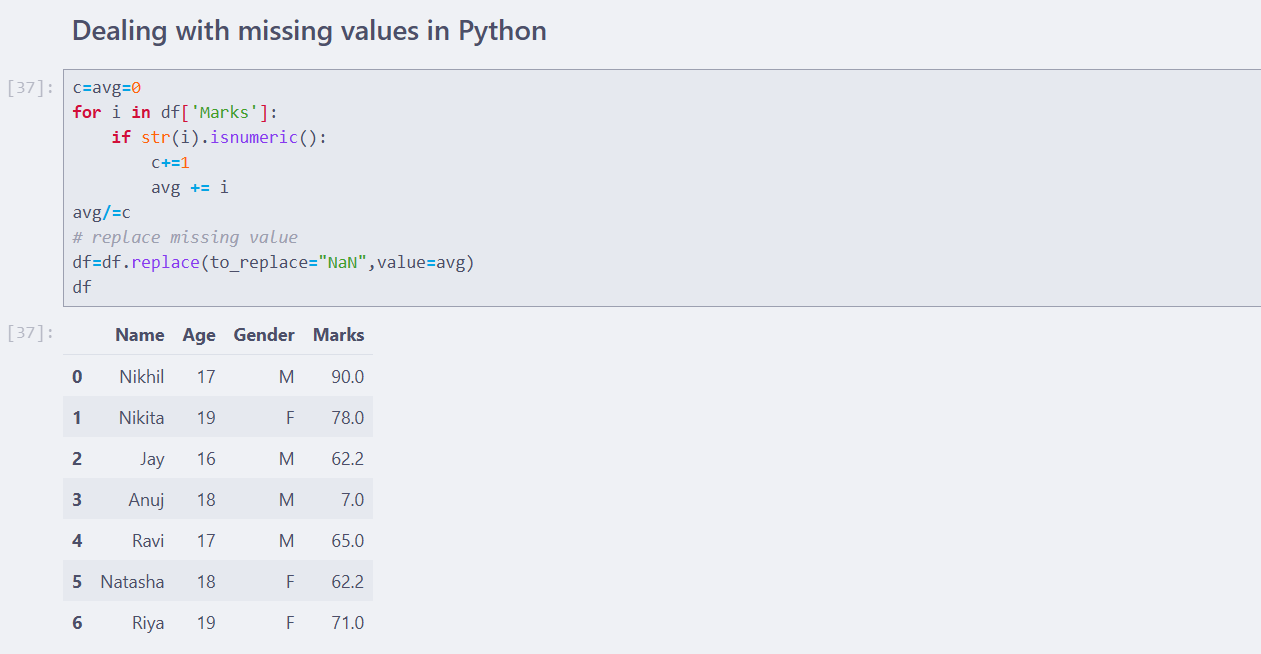 Dealing with missing values in Python
[37]:
c=avg=0
for i in df['Marks']:
    if str(i).isnumeric():
        c+=1
        avg += i
avg/=c
# replace missing value
df=df.replace(to_replace="NaN",value=avg)
df
[37]:
Name Age Gender Marks
0 Nikhil 17 M 90.0
1 Nikita 19 F 78.0
2 Jay 16 M 62.2
3 Anuj 18 M 7.0
4 Ravi 17 M 65.0
5 Natasha 18 F 62.2
6 Riya 19 F 71.0